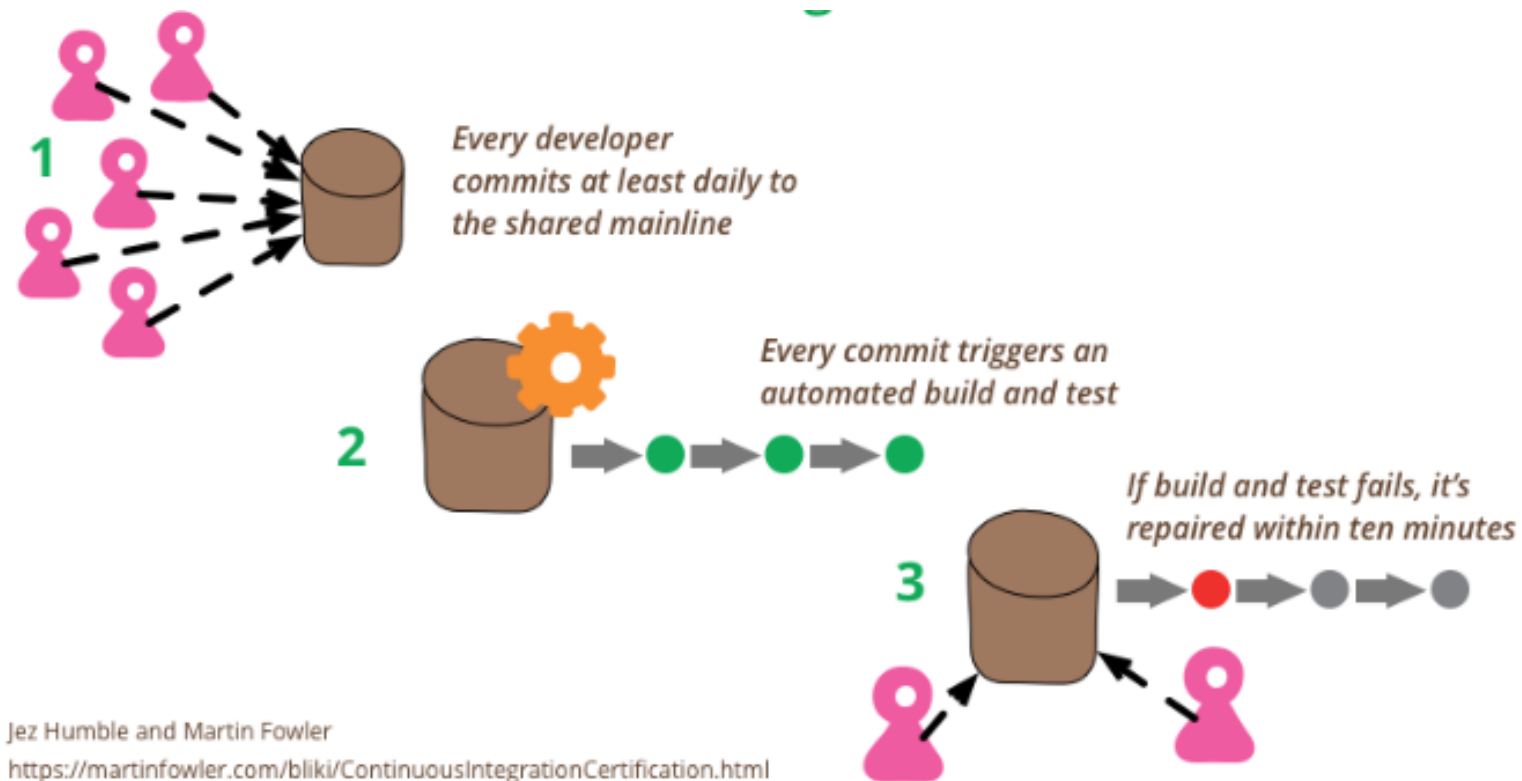 1
Every developer
commits at least daily to
the shared mainline
2
Every commit triggers an
automated build and test
3
If build and test fails, it's
repaired within ten minutes
Jez Humble and Martin Fowler
https://martinfowler.com/bliki/ContinuousIntegrationCertification.html